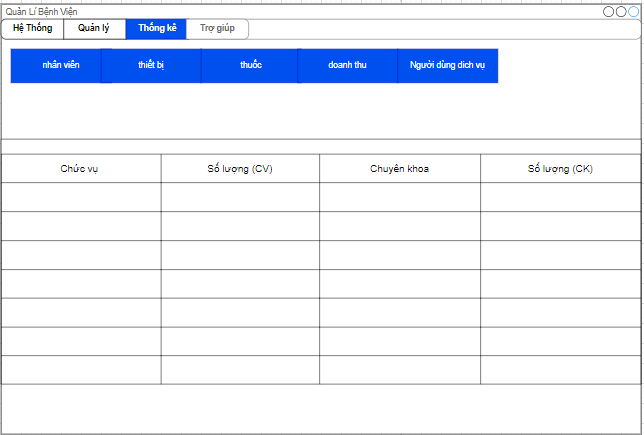 Quản Lí Bệnh Viện
Hệ Thống Quản lý Thống kê Trợ giúp
nhân viên thiết bị thuốc doanh thu Người dùng dich vụ
Chức vụ Số lượng (CV) Chuyên khoa Số lượng (CK)